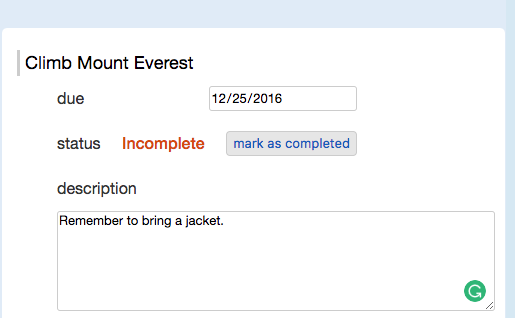 Climb Mount Everest
due 12/25/2016
status Incomplete mark as completed
description
Remember to bring a jacket.